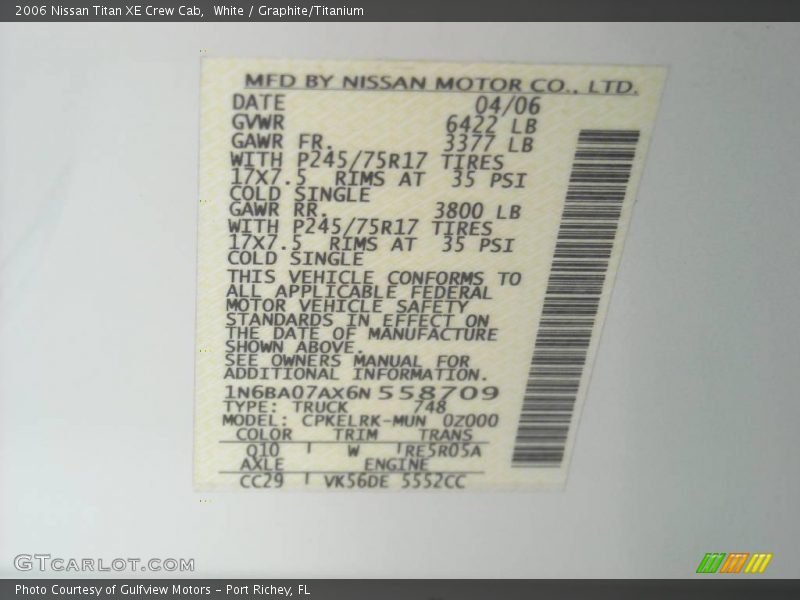 2006 Nissan Titan XE Crew Cab,  White / Graphite/Titanium
MFD BY NISSAN MOTOR CO., LTD.
DATE 04/06
GVWR 6422 LB
GAWR FR. 3377 LB
WITH P245/75R17 TIRES
17X7.5 RIMS AT 35 PSI
COLD SINGLE
GAWR RR. 3800 LB
WITH P245/75R17 TIRES
17X7.5 RIMS AT 35 PSI
COLD SINGLE
THIS VEHICLE CONFORMS TO
ALL APPLICABLE FEDERAL
MOTOR VEHICLE SAFETY
STANDARDS IN EFFECT ON
THE DATE OF MANUFACTURE
SHOWN ABOVE.
SEE OWNERS MANUAL FOR
ADDITIONAL INFORMATION.
1N6BA07AX6N 558709
TYPE: TRUCK 748
MODEL: CPKELRK-MUN 0Z000
COLOR TRIM TRANS
Q10 W RE5R05A
AXLE ENGINE
CC29 VK56DE 5552CC
GTCARLOT.COM
Photo Courtesy of Gulfview Motors - Port Richey, FL